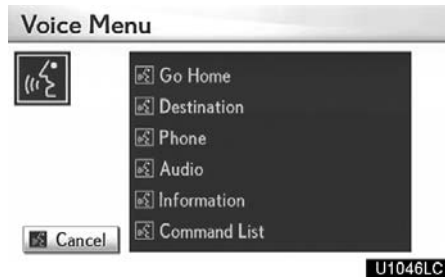 Voice Menu
Go Home
Destination
Phone
Audio
Information
Command List
Cancel
U1046LC